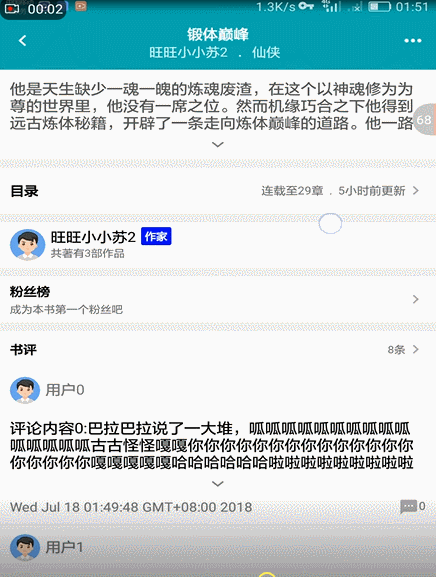 00:02
1.3K/s
01:51
锻体巅峰
旺旺小小苏2 . 仙侠
他是天生缺少一魂一魄的炼魂废渣，在这个以神魂修为为
尊的世界里，他没有一席之位。然而机缘巧合之下他得到
远古炼体秘籍，开辟了一条走向炼体巅峰的道路。他一路
68
目录
连载至29章 . 5小时前更新
旺旺小小苏2 作家
共著有3部作品
粉丝榜
成为本书第一个粉丝吧
书评
8条
用户0
评论内容0:巴拉巴拉说了一大堆，呱呱呱呱呱呱呱呱呱呱
呱呱呱呱呱古古怪怪嘎嘎你你你你你你你你你你你你你你
你你你你你嘎嘎嘎嘎嘎哈哈哈哈哈哈啦啦啦啦啦啦啦啦啦
Wed Jul 18 01:49:48 GMT+08:00 2018
0
用户1